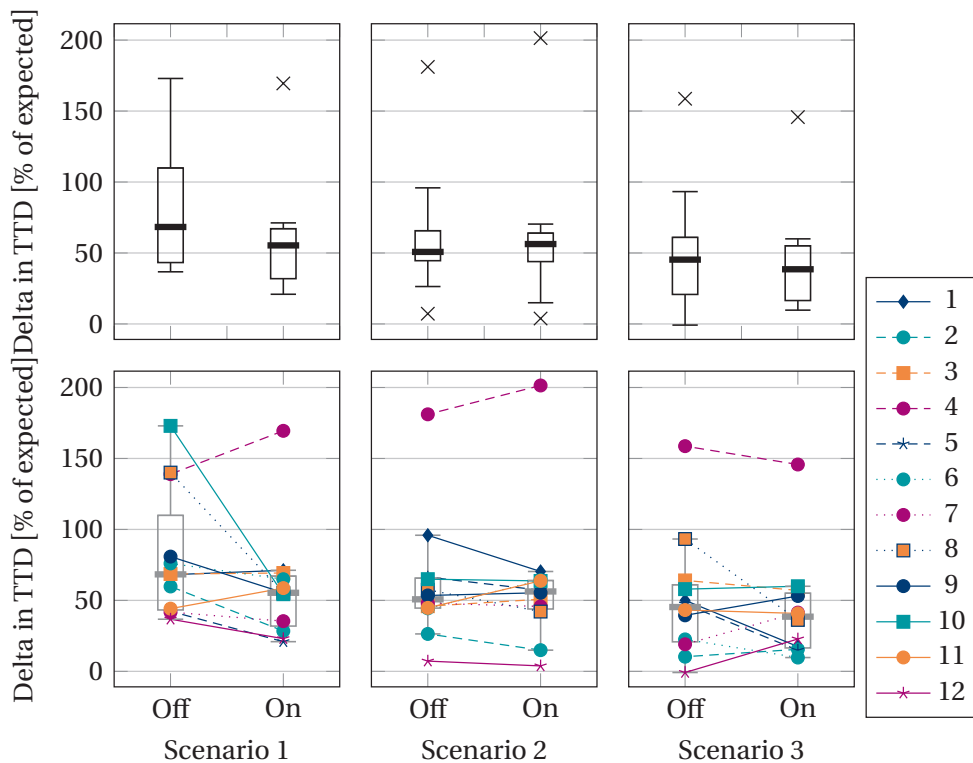 Delta in TTD [% of expected]
200
150
100
50
0
Delta in TTD [% of expected]
200
150
100
50
0
Off On
Off On
Off On
Scenario 1
Scenario 2
Scenario 3
1
2
3
4
5
6
7
8
9
10
11
12